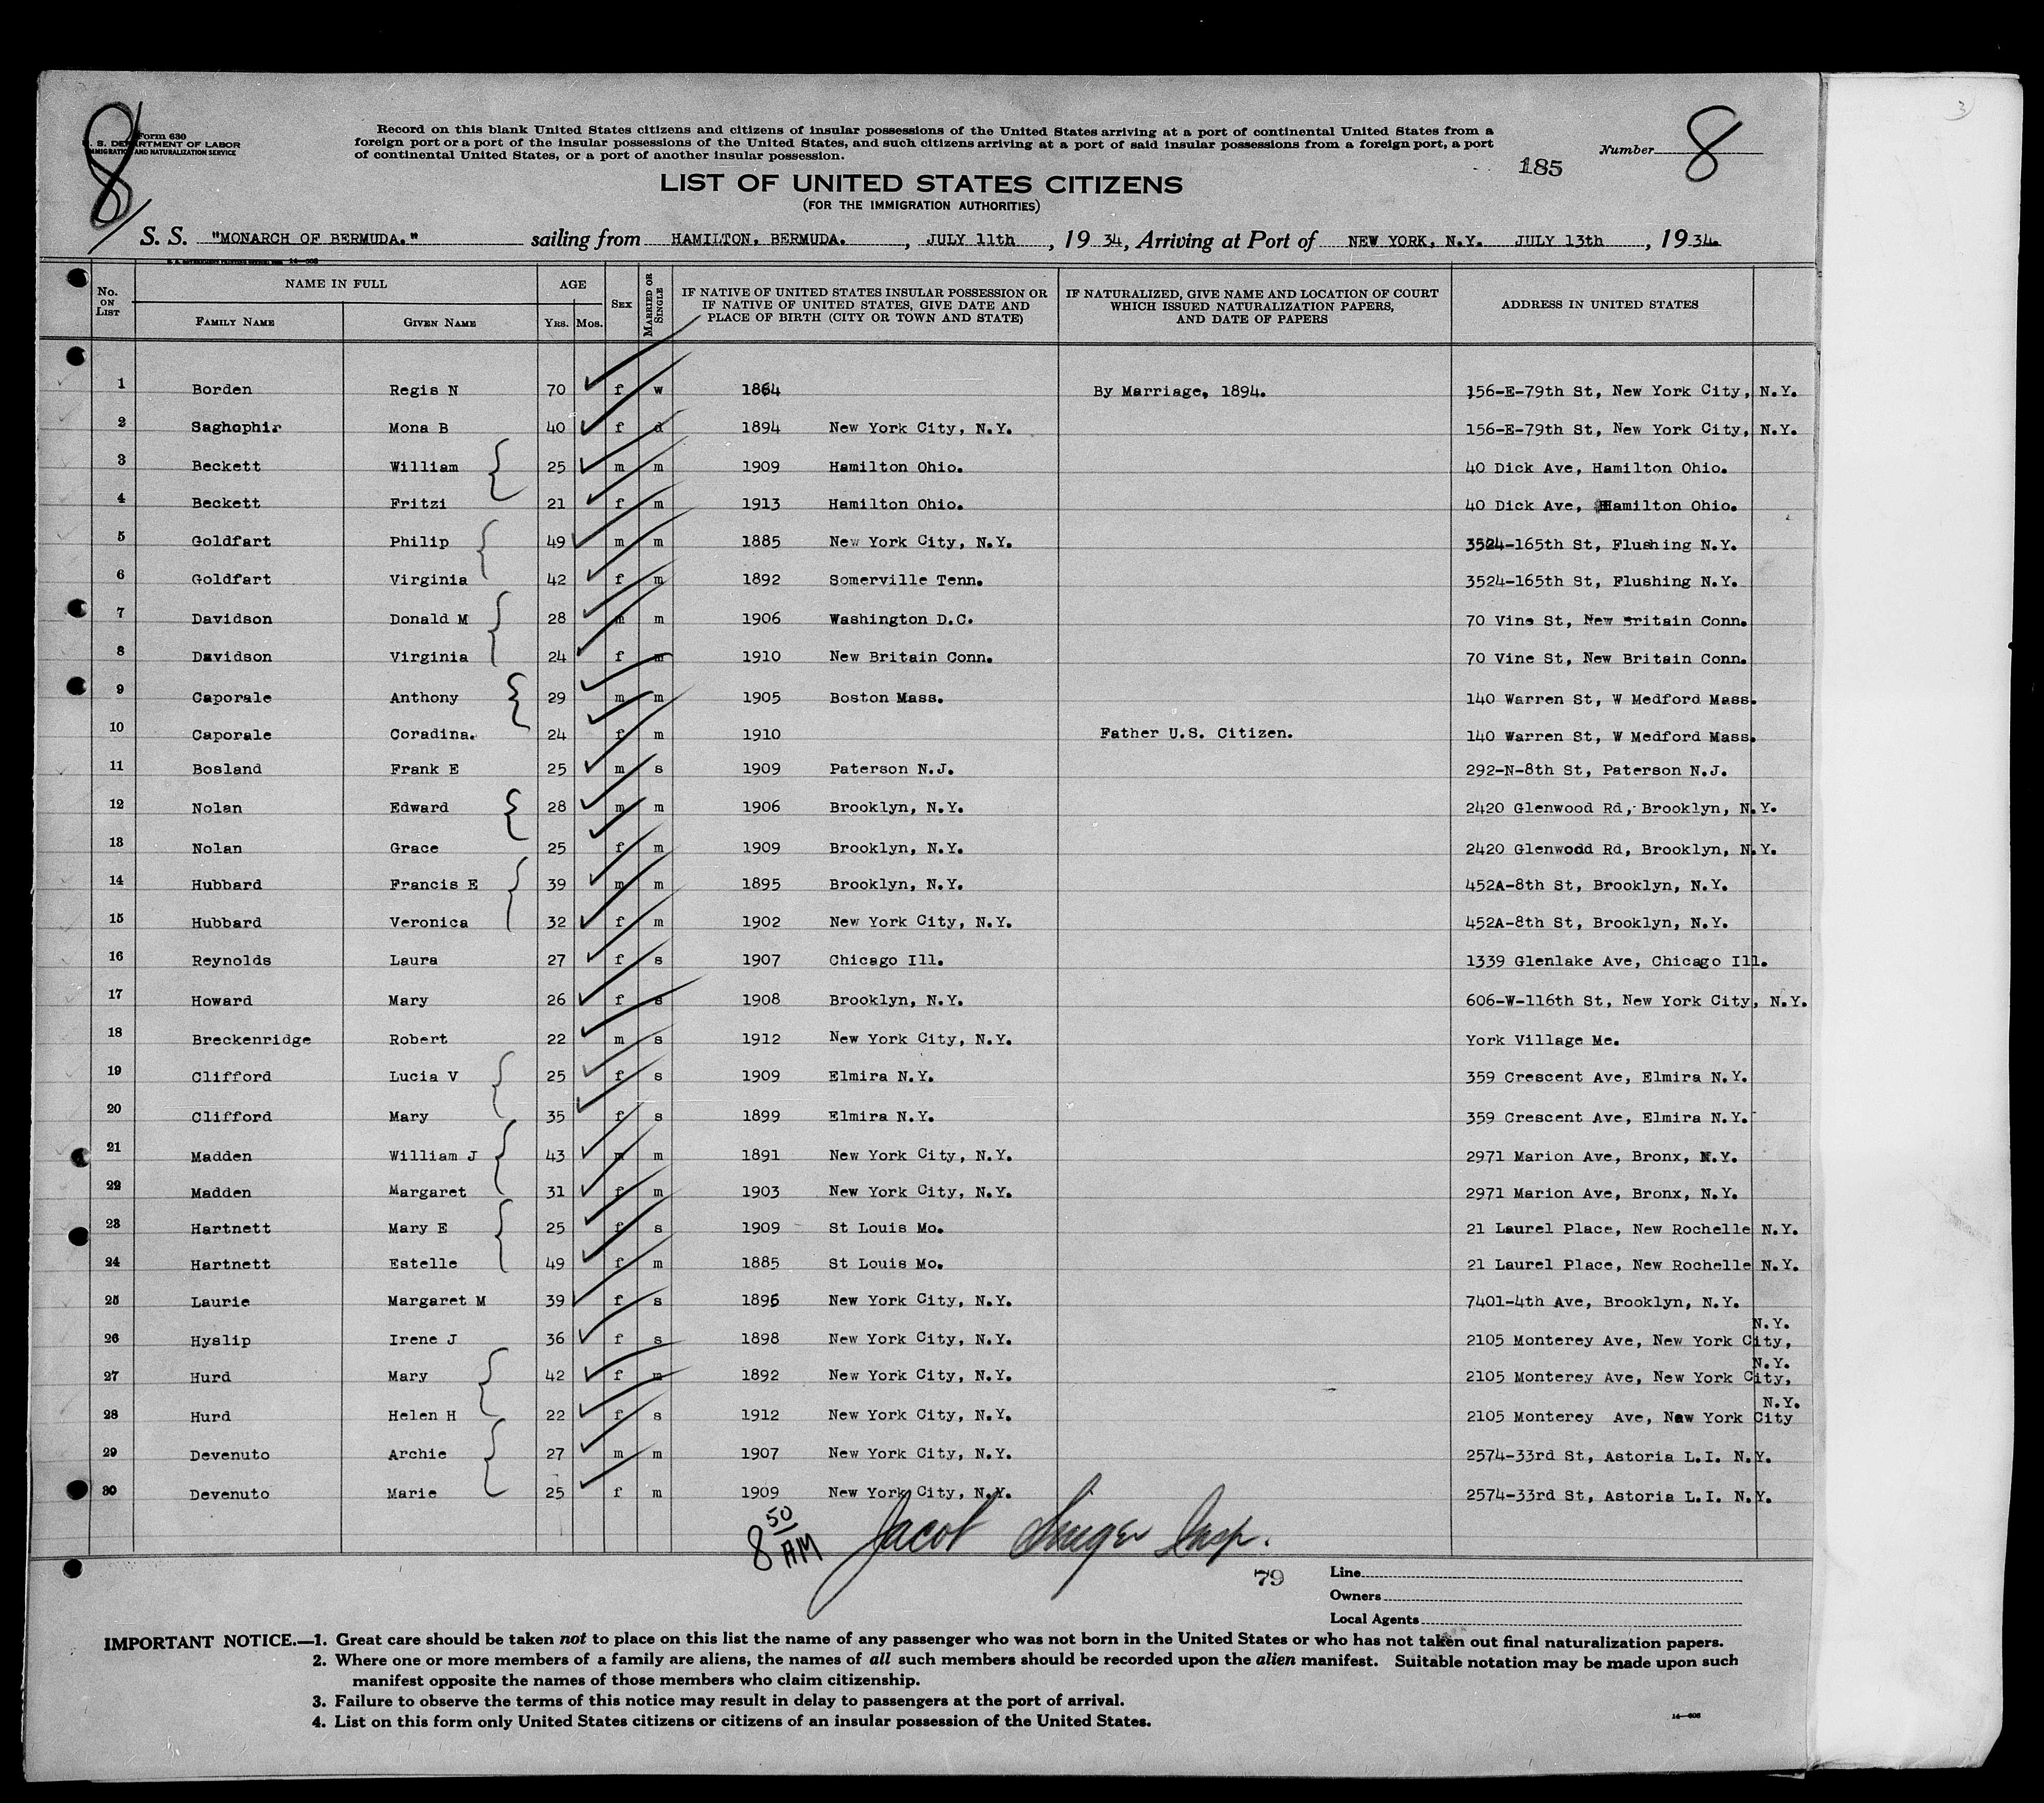 8
Form 630
U. S. DEPARTMENT OF LABOR
IMMIGRATION AND NATURALIZATION SERVICE
Record on this blank United States citizens and citizens of insular possessions of the United States arriving at a port of continental United States from a
foreign port or a port of the insular possessions of the United States, and such citizens arriving at a port of said insular possessions from a foreign port, a port
of continental United States, or a port of another insular possession.
185
Number 8
LIST OF UNITED STATES CITIZENS
(FOR THE IMMIGRATION AUTHORITIES)
S. S. "MONARCH OF BERMUDA." sailing from HAMILTON, BERMUDA. , JULY 11th , 19 34, Arriving at Port of NEW YORK, N.Y. JULY 13th , 19 34.
No. ON LIST NAME IN FULL FAMILY NAME GIVEN NAME AGE YRS. MOS. SEX MARRIED OR SINGLE IF NATIVE OF UNITED STATES INSULAR POSSESSION OR IF NATIVE OF UNITED STATES, GIVE DATE AND PLACE OF BIRTH (CITY OR TOWN AND STATE) IF NATURALIZED, GIVE NAME AND LOCATION OF COURT WHICH ISSUED NATURALIZATION PAPERS, AND DATE OF PAPERS ADDRESS IN UNITED STATES
1 Borden Regis N 70 f w 1864 By Marriage, 1894. 156-E-79th St, New York City, N.Y.
2 Saghaphir Mona B 40 f d 1894 New York City, N.Y. 156-E-79th St, New York City, N.Y.
3 Beckett William 25 m m 1909 Hamilton Ohio. 40 Dick Ave, Hamilton Ohio.
4 Beckett Fritzi 21 f m 1913 Hamilton Ohio. 40 Dick Ave, Hamilton Ohio.
5 Goldfart Philip 49 m m 1885 New York City, N.Y. 3524-165th St, Flushing N.Y.
6 Goldfart Virginia 42 f m 1892 Somerville Tenn. 3524-165th St, Flushing N.Y.
7 Davidson Donald M 28 m m 1906 Washington D.C. 70 Vine St, New Britain Conn.
8 Davidson Virginia 24 f m 1910 New Britain Conn. 70 Vine St, New Britain Conn.
9 Caporale Anthony 29 m m 1905 Boston Mass. 140 Warren St, W Medford Mass.
10 Caporale Coradina. 24 f m 1910 Father U.S. Citizen. 140 Warren St, W Medford Mass.
11 Bosland Frank E 25 m s 1909 Paterson N.J. 292-N-8th St, Paterson N.J.
12 Nolan Edward 28 m m 1906 Brooklyn, N.Y. 2420 Glenwood Rd, Brooklyn, N.Y.
13 Nolan Grace 25 f m 1909 Brooklyn, N.Y. 2420 Glenwodd Rd, Brooklyn, N.Y.
14 Hubbard Francis E 39 m m 1895 Brooklyn, N.Y. 452A-8th St, Brooklyn, N.Y.
15 Hubbard Veronica 32 f m 1902 New York City, N.Y. 452A-8th St, Brooklyn, N.Y.
16 Reynolds Laura 27 f s 1907 Chicago Ill. 1339 Glenlake Ave, Chicago Ill.
17 Howard Mary 26 f s 1908 Brooklyn, N.Y. 606-W-116th St, New York City, N.Y.
18 Breckenridge Robert 22 m s 1912 New York City, N.Y. York Village Me.
19 Clifford Lucia V 25 f s 1909 Elmira N.Y. 359 Crescent Ave, Elmira N.Y.
20 Clifford Mary 35 f s 1899 Elmira N.Y. 359 Crescent Ave, Elmira N.Y.
21 Madden William J 43 m m 1891 New York City, N.Y. 2971 Marion Ave, Bronx, N.Y.
22 Madden Margaret 31 f m 1903 New York City, N.Y. 2971 Marion Ave, Bronx, N.Y.
23 Hartnett Mary E 25 f s 1909 St Louis Mo. 21 Laurel Place, New Rochelle N.Y.
24 Hartnett Estelle 49 f m 1885 St Louis Mo. 21 Laurel Place, New Rochelle N.Y.
25 Laurie Margaret M 39 f s 1895 New York City, N.Y. 7401-4th Ave, Brooklyn, N.Y.
26 Hyslip Irene J 36 f s 1898 New York City, N.Y. 2105 Monterey Ave, New York City, N.Y.
27 Hurd Mary 42 f m 1892 New York City, N.Y. 2105 Monterey Ave, New York City, N.Y.
28 Hurd Helen H 22 f s 1912 New York City, N.Y. 2105 Monterey Ave, New York City N.Y.
29 Devenuto Archie 27 m m 1907 New York City, N.Y. 2574-33rd St, Astoria L.I. N.Y.
30 Devenuto Marie 25 f m 1909 New York City, N.Y. 2574-33rd St, Astoria L.I. N.Y.
8 50 AM Jacob Insp.
79
Line
Owners
Local Agents
IMPORTANT NOTICE.—1. Great care should be taken not to place on this list the name of any passenger who was not born in the United States or who has not taken out final naturalization papers.
2. Where one or more members of a family are aliens, the names of all such members should be recorded upon the alien manifest. Suitable notation may be made upon such
manifest opposite the names of those members who claim citizenship.
3. Failure to observe the terms of this notice may result in delay to passengers at the port of arrival.
4. List on this form only United States citizens or citizens of an insular possession of the United States.